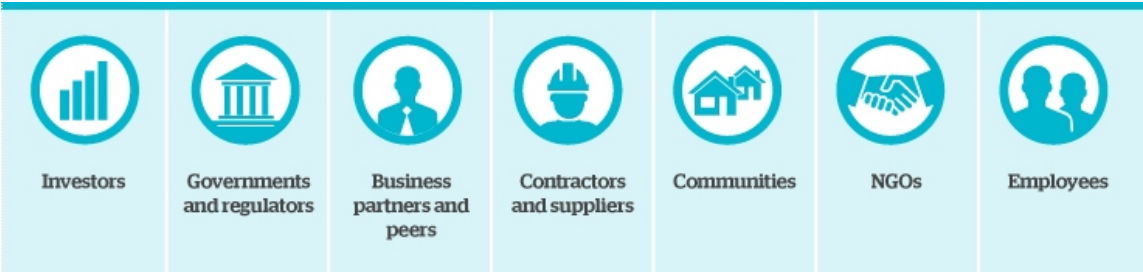 Investors
Governments
and regulators
Business
partners and
peers
Contractors
and suppliers
Communities
NGOs
Employees